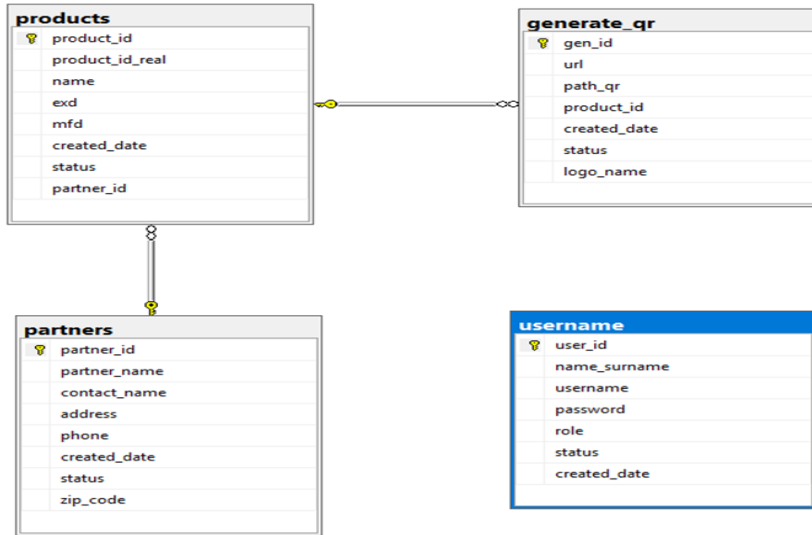 products
product_id
product_id_real
name
exd
mfd
created_date
status
partner_id
generate_qr
gen_id
url
path_qr
product_id
created_date
status
logo_name
partners
partner_id
partner_name
contact_name
address
phone
created_date
status
zip_code
username
user_id
name_surname
username
password
role
status
created_date